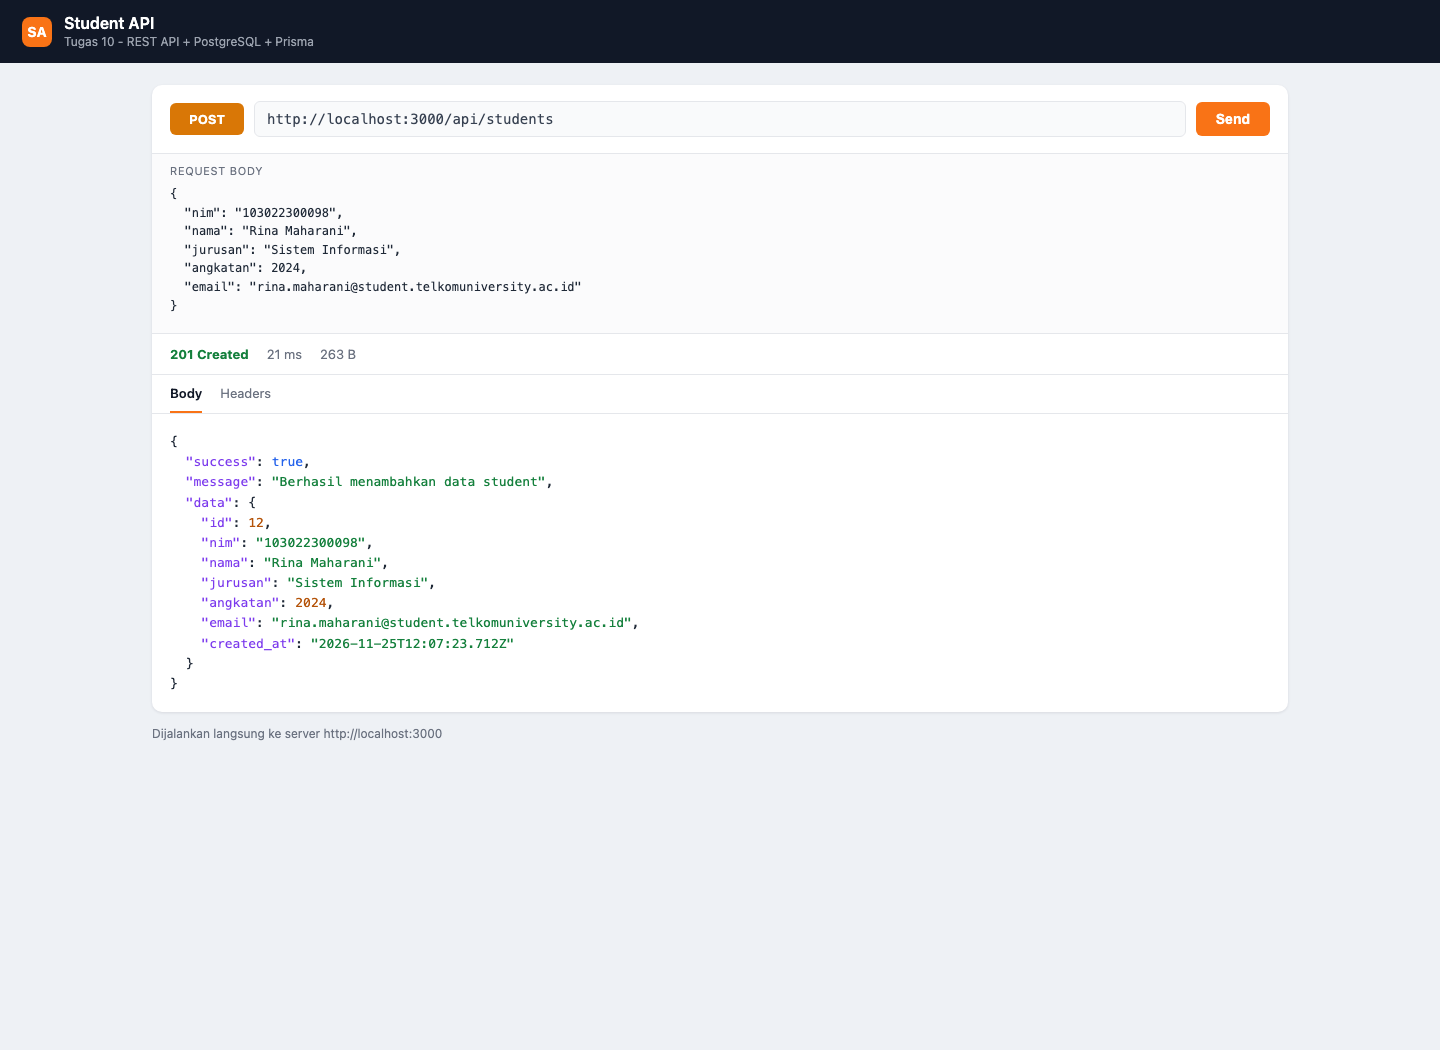 SA
Student API
Tugas 10 - REST API + PostgreSQL + Prisma
POST
http://localhost:3000/api/students
Send
REQUEST BODY
{
  "nim": "103022300098",
  "nama": "Rina Maharani",
  "jurusan": "Sistem Informasi",
  "angkatan": 2024,
  "email": "rina.maharani@student.telkomuniversity.ac.id"
}
201 Created 21 ms 263 B
Body Headers
{
  "success": true,
  "message": "Berhasil menambahkan data student",
  "data": {
    "id": 12,
    "nim": "103022300098",
    "nama": "Rina Maharani",
    "jurusan": "Sistem Informasi",
    "angkatan": 2024,
    "email": "rina.maharani@student.telkomuniversity.ac.id",
    "created_at": "2026-11-25T12:07:23.712Z"
  }
}
Dijalankan langsung ke server http://localhost:3000